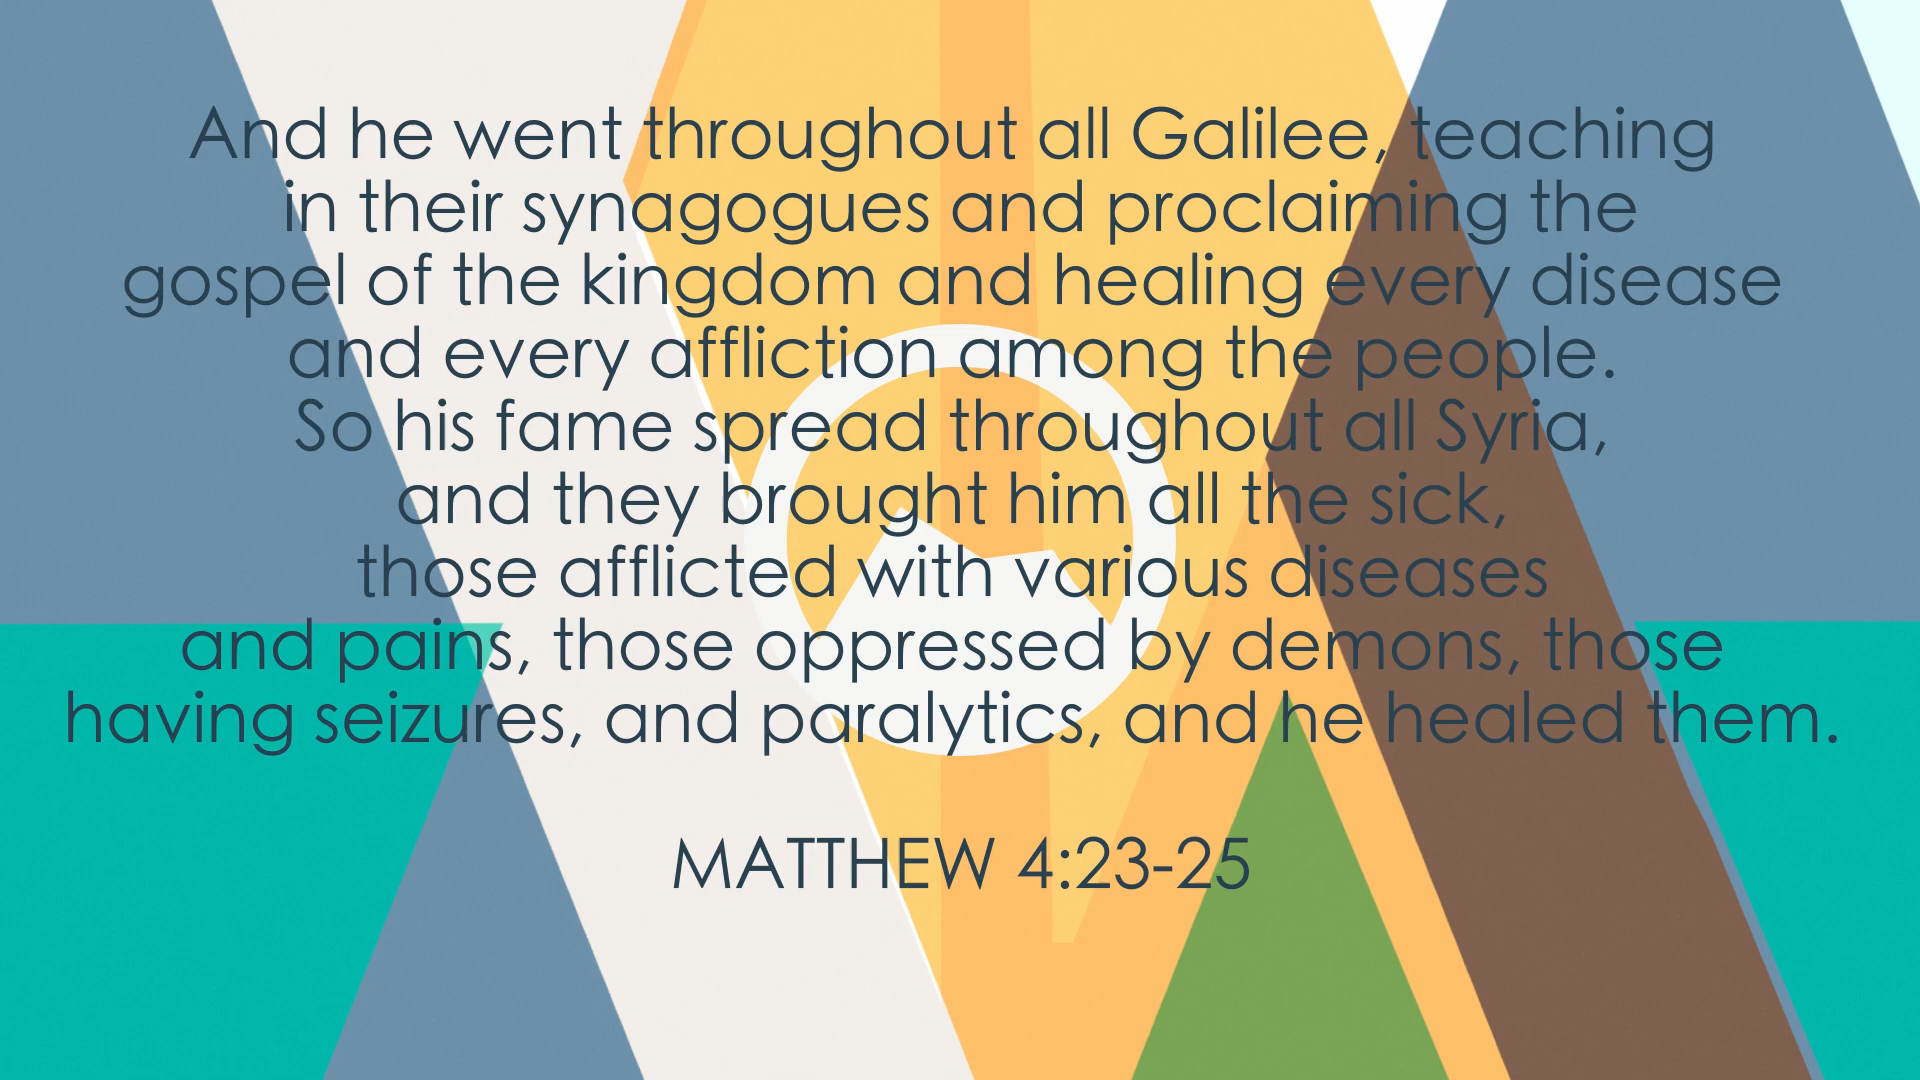 And he went throughout all Galilee, teaching
in their synagogues and proclaiming the
gospel of the kingdom and healing every disease
and every affliction among the people.
So his fame spread throughout all Syria,
and they brought him all the sick,
those afflicted with various diseases
and pains, those oppressed by demons, those
having seizures, and paralytics, and he healed them.
MATTHEW 4:23-25